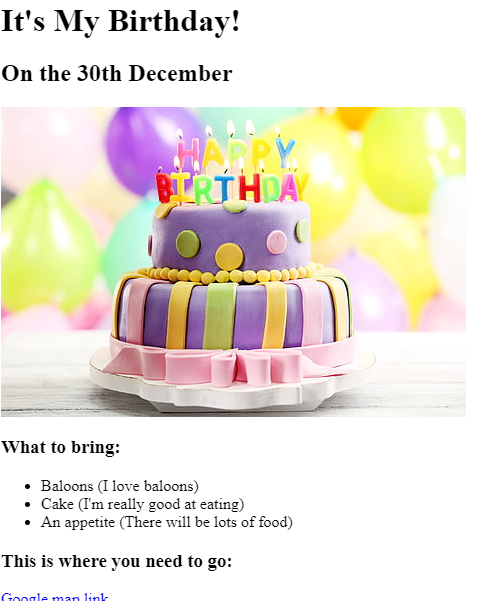 It's My Birthday!
On the 30th December
HAPPY
BIRTHDAY
What to bring:
Baloons (I love baloons)
Cake (I'm really good at eating)
An appetite (There will be lots of food)
This is where you need to go:
Google map link